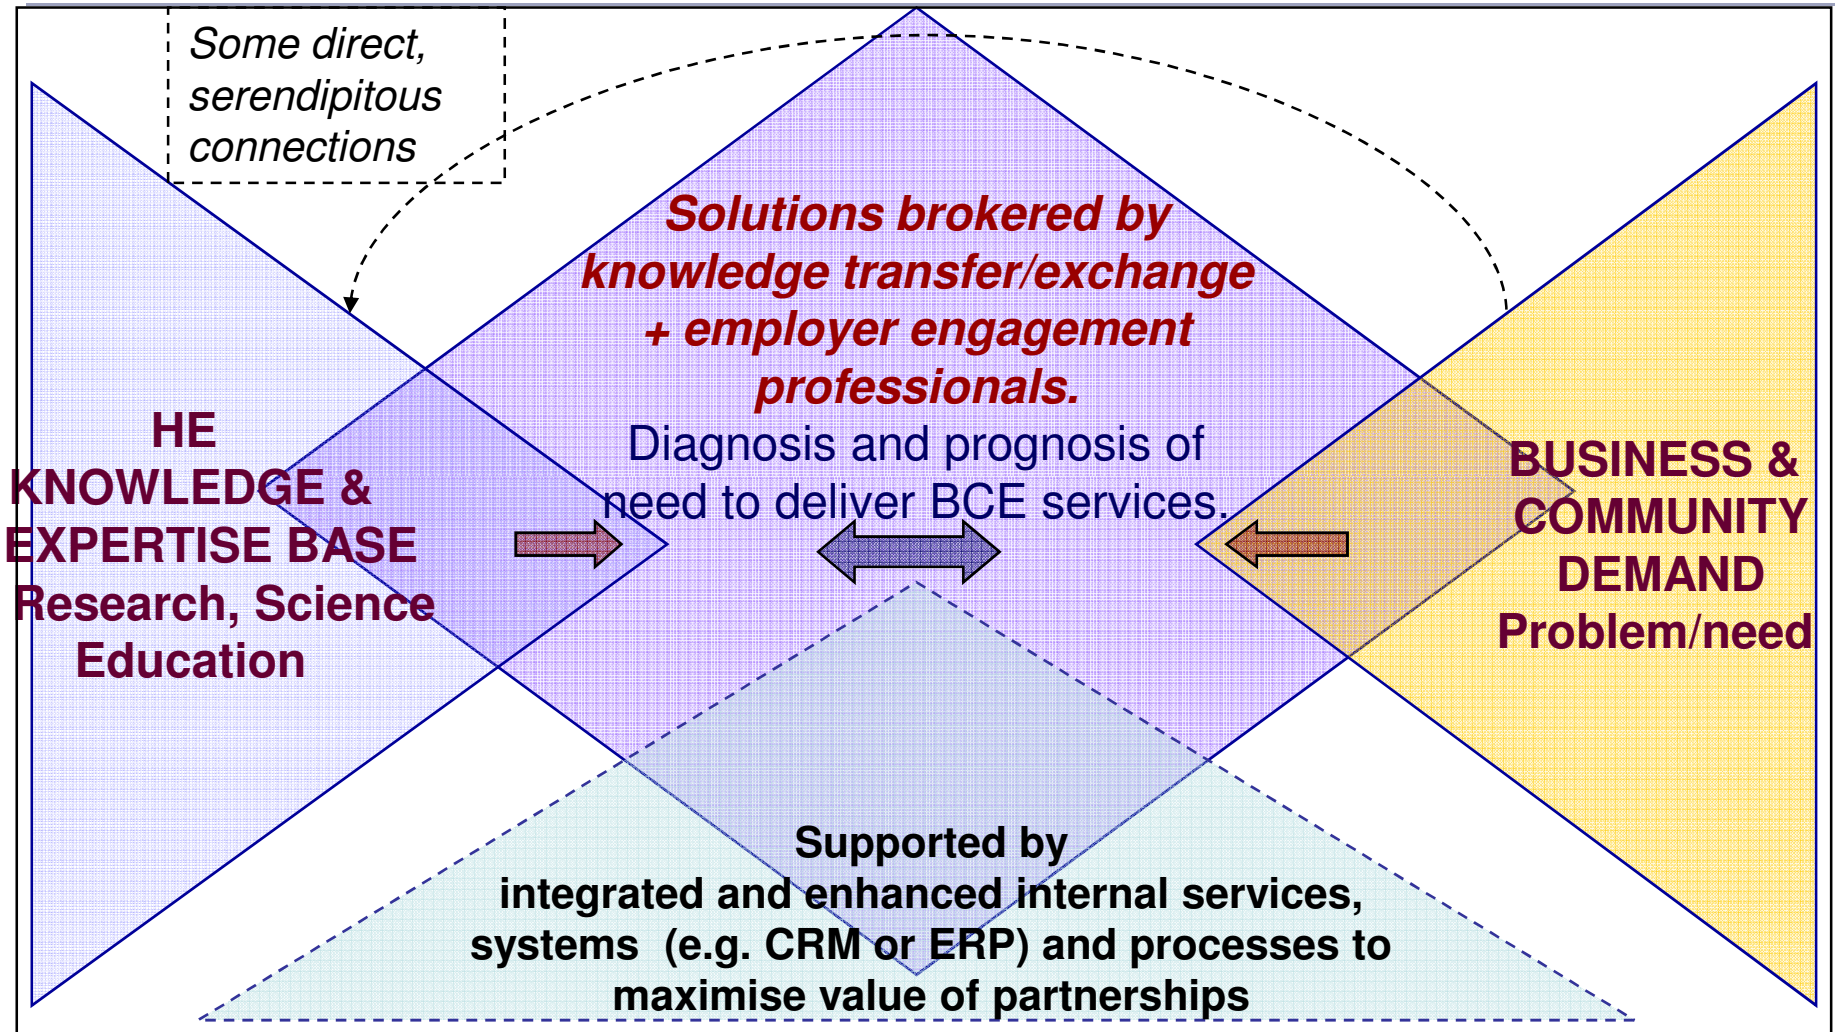 Some direct,
serendipitous
connections
Solutions brokered by
knowledge transfer/exchange
+ employer engagement
professionals.
Diagnosis and prognosis of
need to deliver BCE services.
HE
KNOWLEDGE &
EXPERTISE BASE
Research, Science
Education
BUSINESS &
COMMUNITY
DEMAND
Problem/need
Supported by
integrated and enhanced internal services,
systems (e.g. CRM or ERP) and processes to
maximise value of partnerships